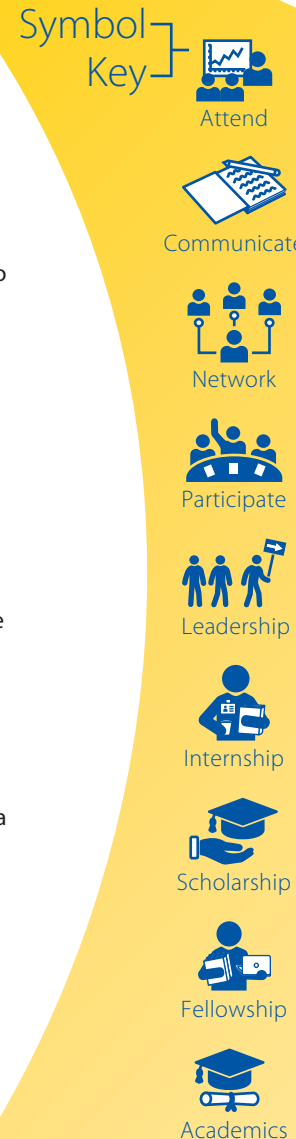 Symbol
Key
Attend
Communicate
o
Network
Participate
e
Leadership
Internship
a
Scholarship
Fellowship
Academics